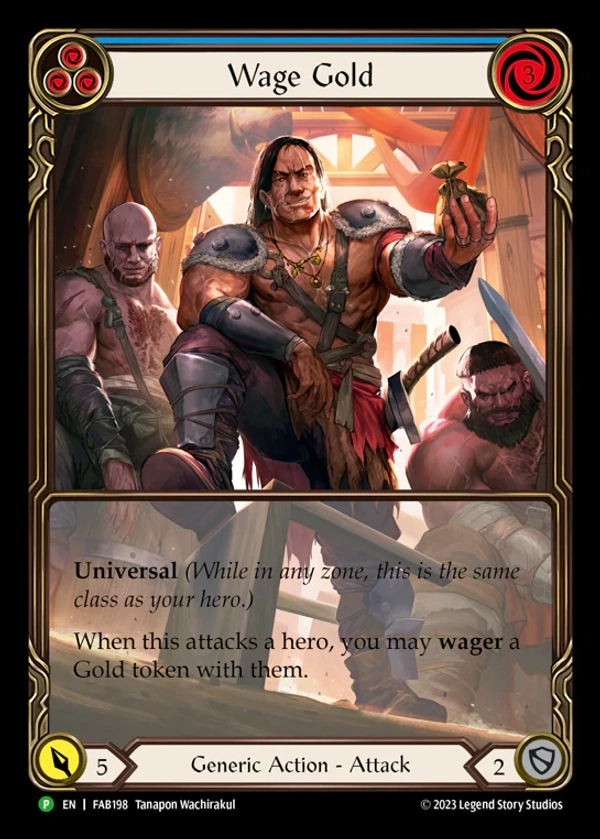 Wage Gold
3
Universal (While in any zone, this is the same
class as your hero.)
When this attacks a hero, you may wager a
Gold token with them.
5
Generic Action - Attack
2
P EN | FAB198 Tanapon Wachirakul
© 2023 Legend Story Studios